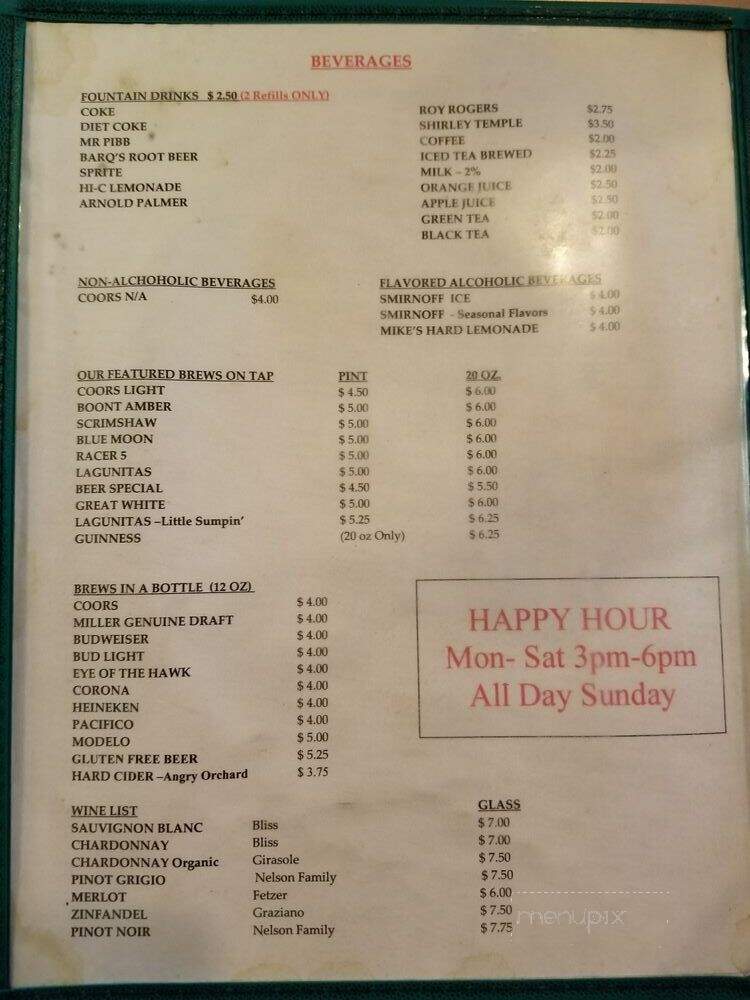 BEVERAGES
FOUNTAIN DRINKS $ 2.50 (2 Refills ONLY)
COKE
DIET COKE
MR PIBB
BARQ'S ROOT BEER
SPRITE
HI-C LEMONADE
ARNOLD PALMER
ROY ROGERS $2.75
SHIRLEY TEMPLE $3.50
COFFEE $2.00
ICED TEA BREWED $2.25
MILK – 2% $2.00
ORANGE JUICE $2.50
APPLE JUICE $2.50
GREEN TEA $2.00
BLACK TEA $2.00
NON-ALCHOHOLIC BEVERAGES
COORS N/A $4.00
FLAVORED ALCOHOLIC BEVERAGES
SMIRNOFF ICE $ 4.00
SMIRNOFF - Seasonal Flavors $ 4.00
MIKE'S HARD LEMONADE $ 4.00
OUR FEATURED BREWS ON TAP PINT 20 OZ.
COORS LIGHT $ 4.50 $ 6.00
BOONT AMBER $ 5.00 $ 6.00
SCRIMSHAW $ 5.00 $ 6.00
BLUE MOON $ 5.00 $ 6.00
RACER 5 $ 5.00 $ 6.00
LAGUNITAS $ 5.00 $ 6.00
BEER SPECIAL $ 4.50 $ 5.50
GREAT WHITE $ 5.00 $ 6.00
LAGUNITAS –Little Sumpin' $ 5.25 $ 6.25
GUINNESS (20 oz Only) $ 6.25
BREWS IN A BOTTLE (12 OZ)
COORS $ 4.00
MILLER GENUINE DRAFT $ 4.00
BUDWEISER $ 4.00
BUD LIGHT $ 4.00
EYE OF THE HAWK $ 4.00
CORONA $ 4.00
HEINEKEN $ 4.00
PACIFICO $ 4.00
MODELO $ 5.00
GLUTEN FREE BEER $ 5.25
HARD CIDER –Angry Orchard $ 3.75
HAPPY HOUR
Mon- Sat 3pm-6pm
All Day Sunday
WINE LIST GLASS
SAUVIGNON BLANC Bliss $ 7.00
CHARDONNAY Bliss $ 7.00
CHARDONNAY Organic Girasole $ 7.50
PINOT GRIGIO Nelson Family $ 7.50
MERLOT Fetzer $ 6.00
ZINFANDEL Graziano $ 7.50
PINOT NOIR Nelson Family $ 7.75
menupix